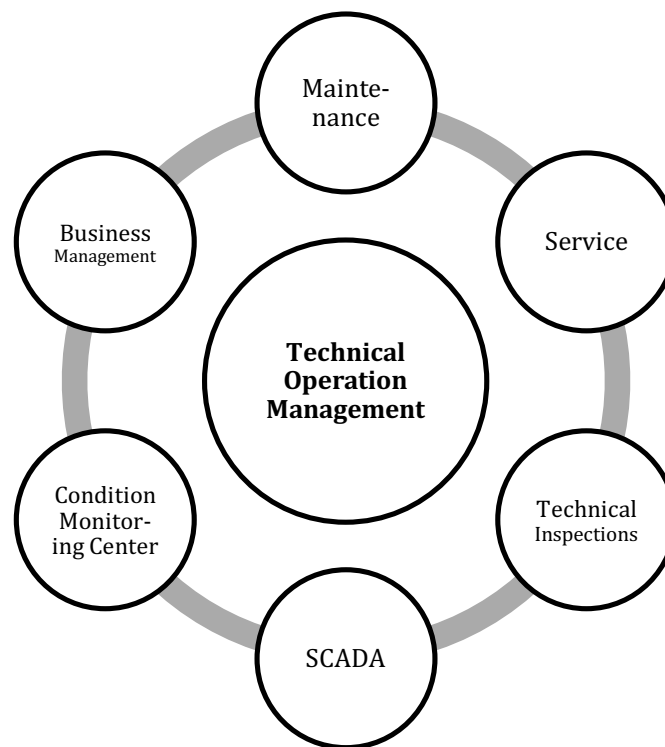 Mainte-
nance
Business
Management
Service
Technical
Operation
Management
Condition
Monitor-
ing Center
Technical
Inspections
SCADA